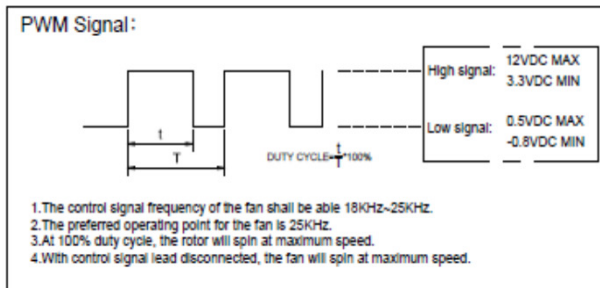 PWM Signal:
High signal: 12VDC MAX
3.3VDC MIN
Low signal: 0.5VDC MAX
-0.8VDC MIN
t
T
DUTY CYCLE=t/T*100%
1.The control signal frequency of the fan shall be able 18KHz~25KHz.
2.The preferred operating point for the fan is 25KHz.
3.At 100% duty cycle, the rotor will spin at maximum speed.
4.With control signal lead disconnected, the fan will spin at maximum speed.